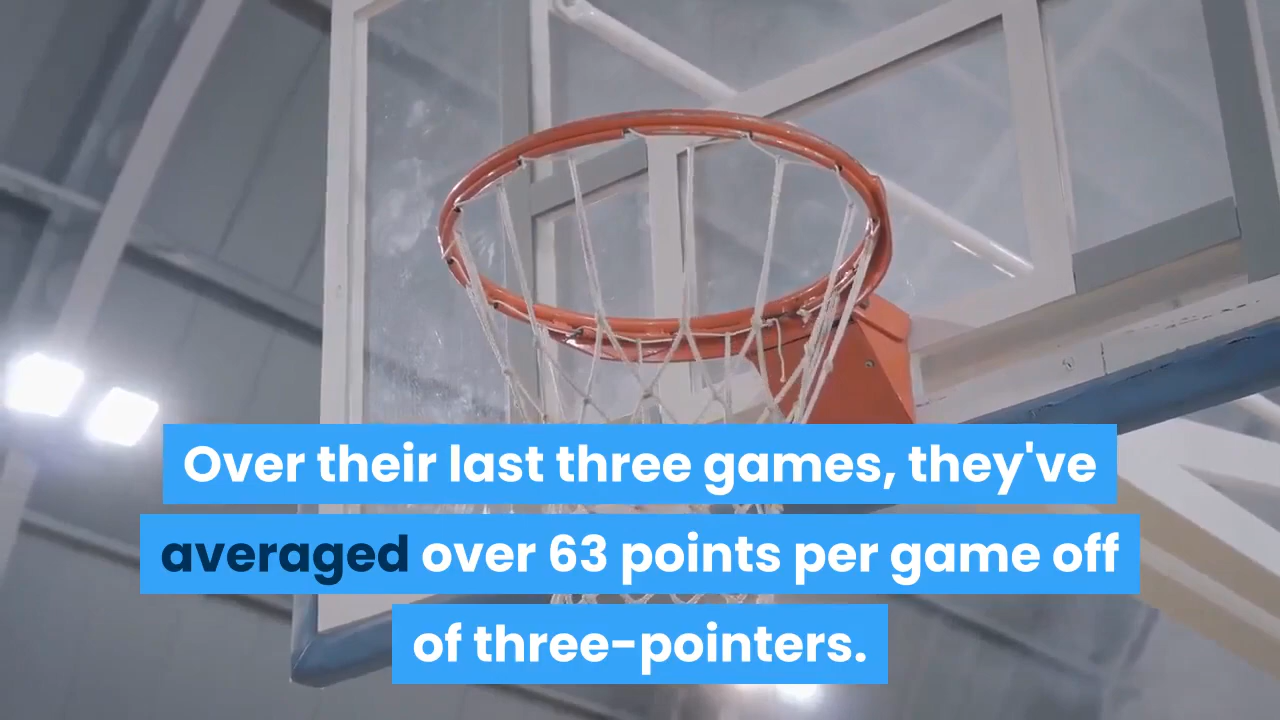 Over their last three games, they've
averaged over 63 points per game off
of three-pointers.